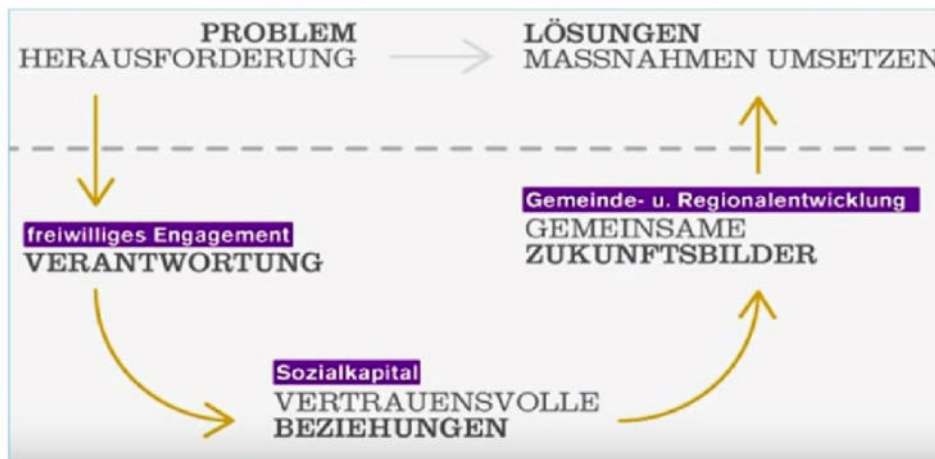 PROBLEM
HERAUSFORDERUNG
LÖSUNGEN
MASSNAHMEN UMSETZEN
freiwilliges Engagement
VERANTWORTUNG
Sozialkapital
VERTRAUENSVOLLE
BEZIEHUNGEN
Gemeinde- u. Regionalentwicklung
GEMEINSAME
ZUKUNFTSBILDER